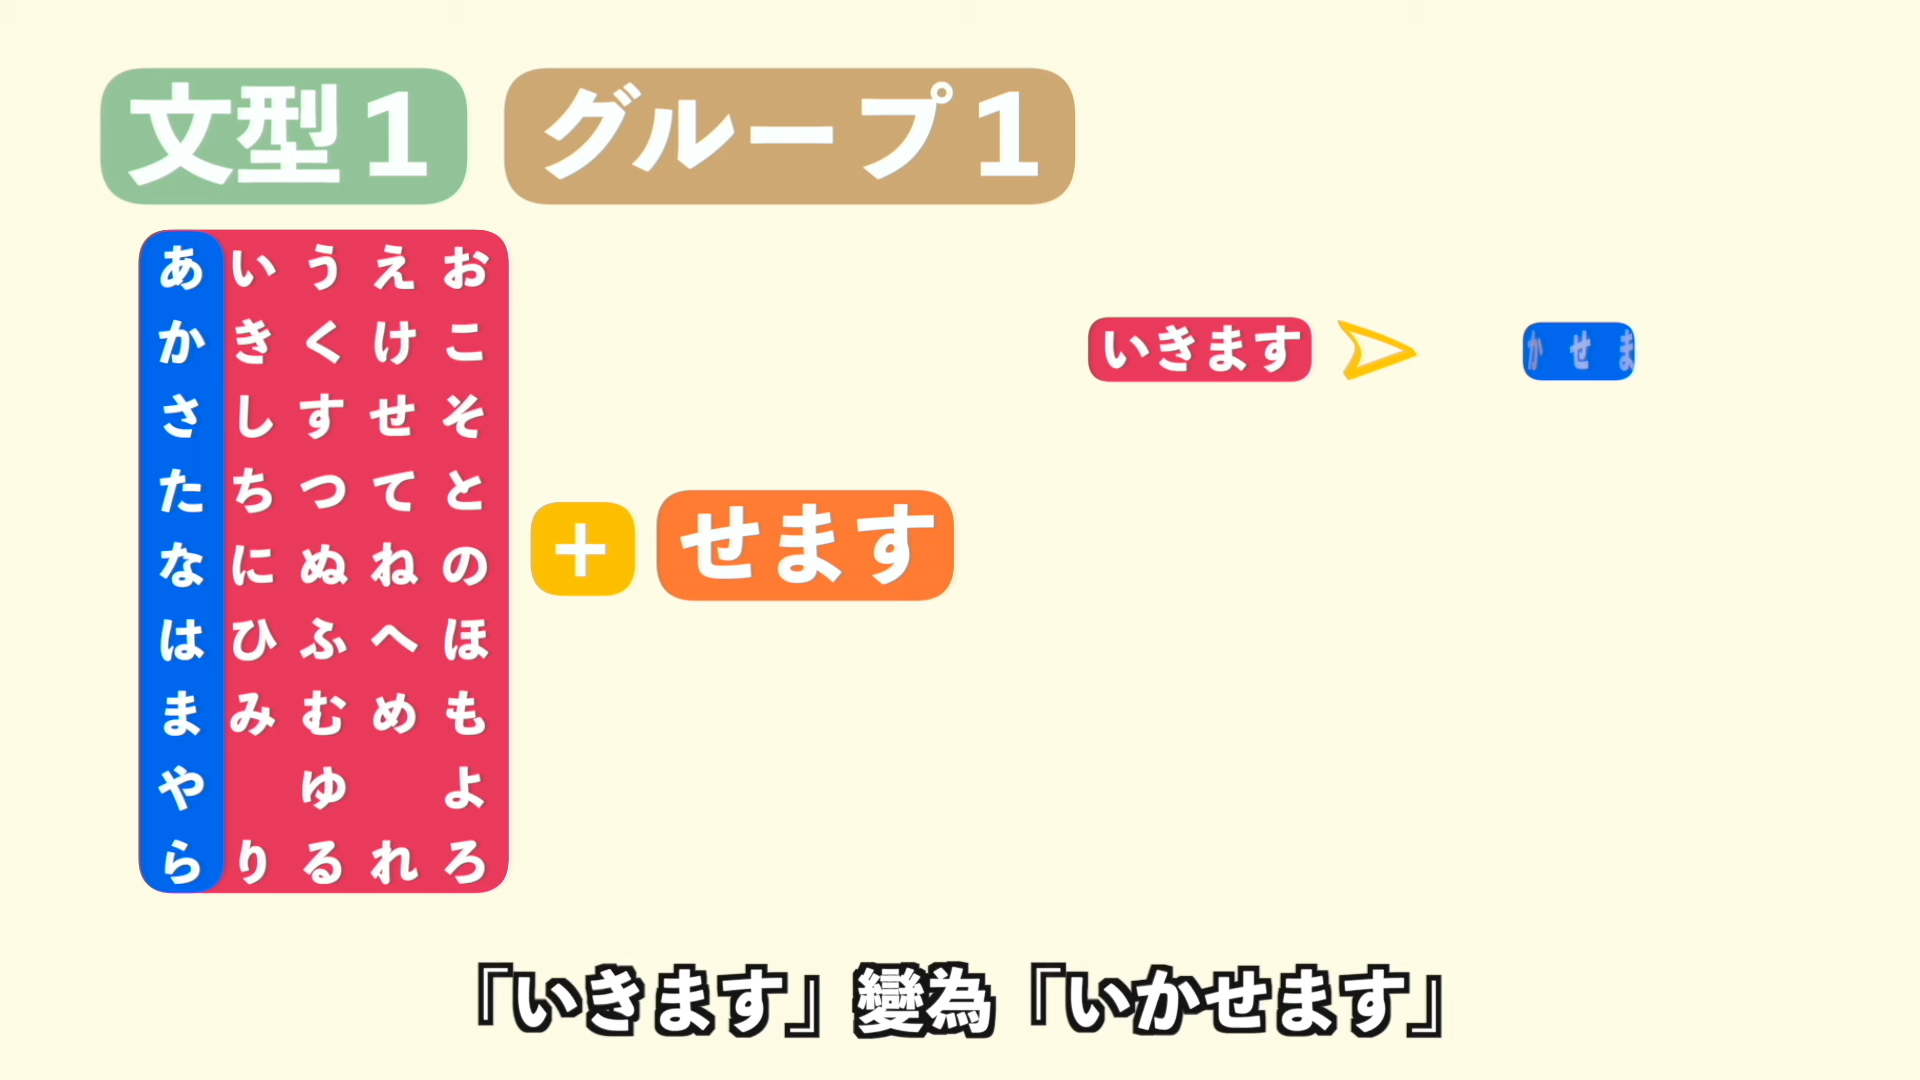 文型1 グループ1
あいうえお
かきくけこ
さしすせそ
たちつてと
なにぬねの
はひふへほ
まみむめも
やゆよ
らりるれろ
+ せます
いきます
かせま
『いきます』變為『いかせます』